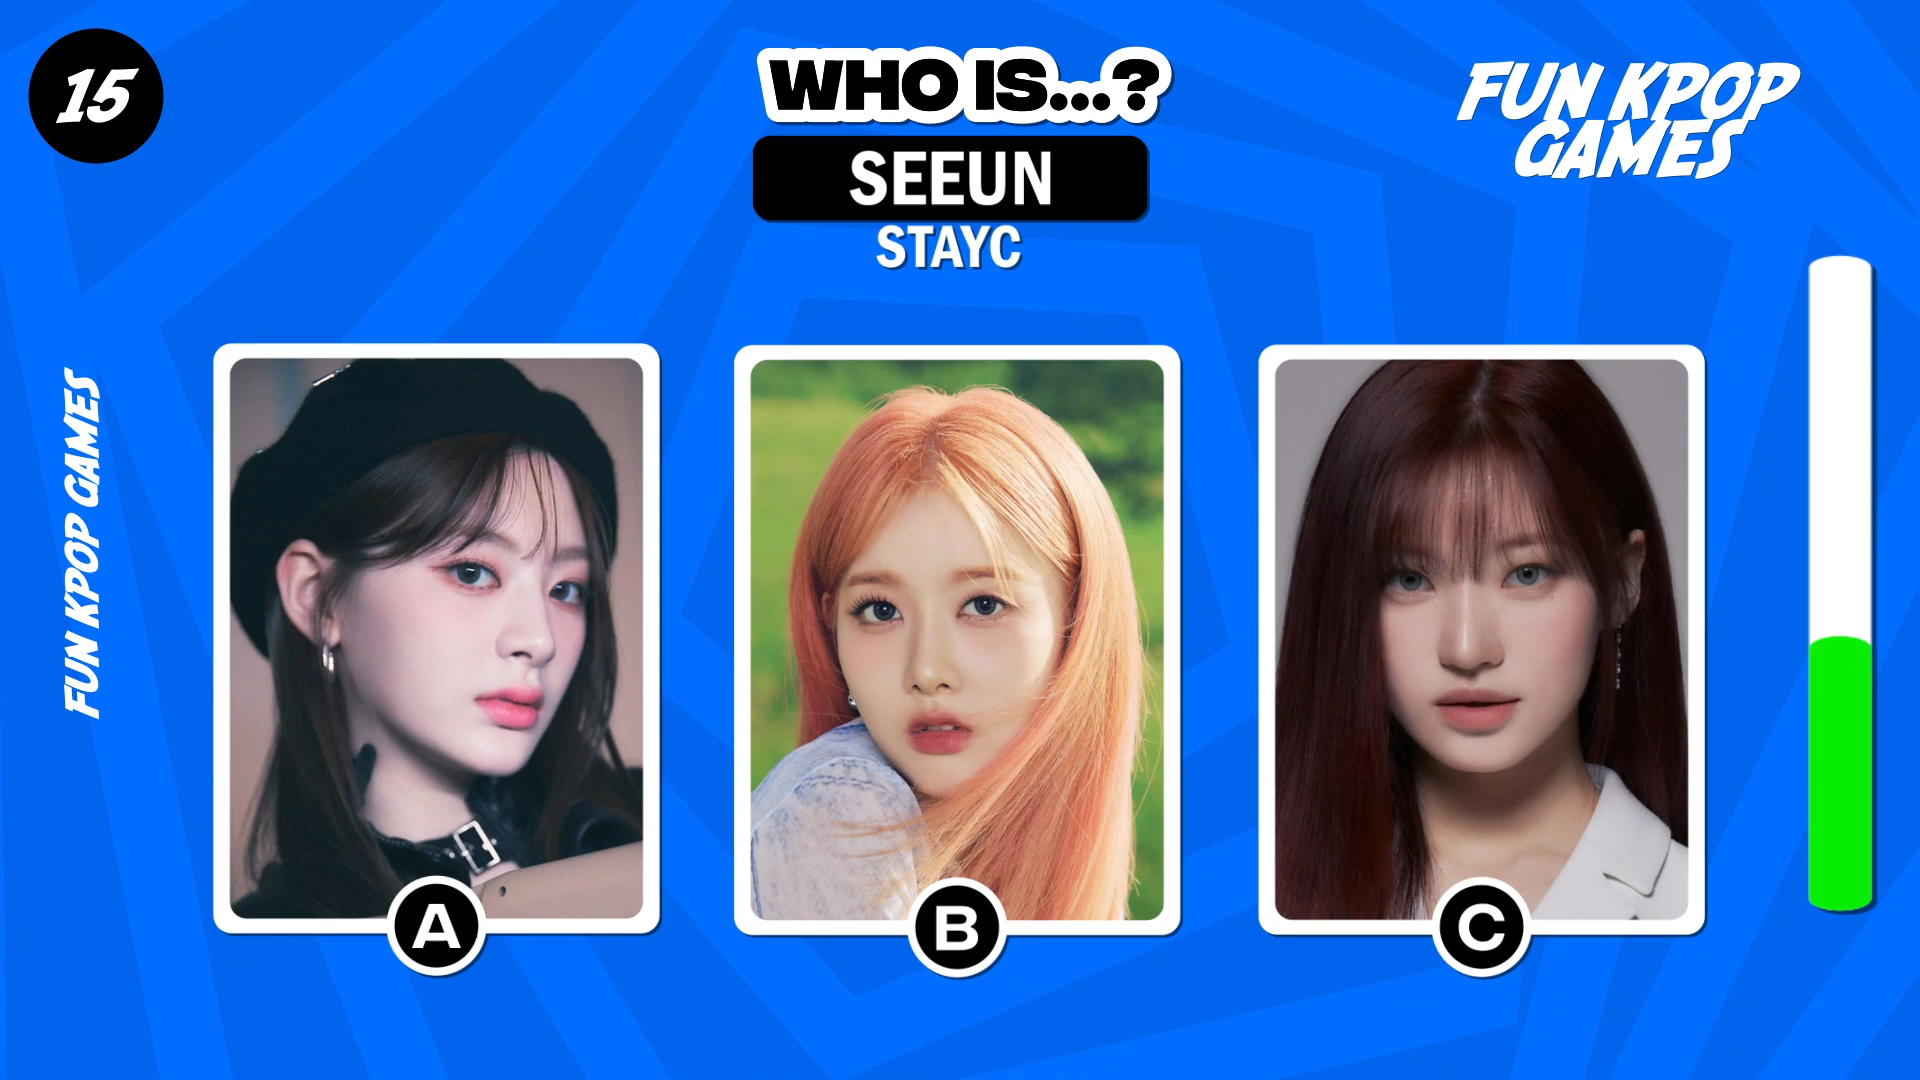 15
WHO IS...?
SEEUN
STAYC
FUN KPOP
GAMES
FUN KPOP GAMES
A
B
C